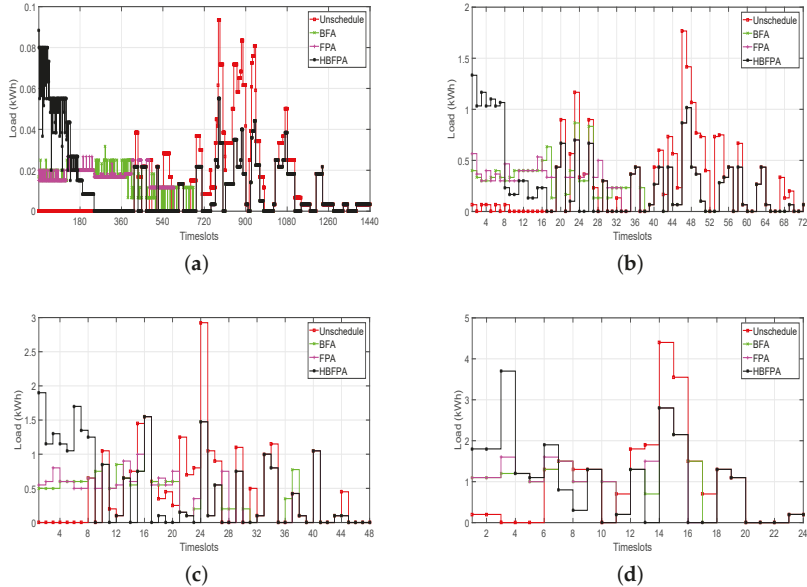 0.1
0.08
0.06
0.04
0.02
0
Load (kWh)
180 360 540 720 900 1080 1260 1440
Timeslots
Unschedule
BFA
FPA
HBFPA
(a)
2
1.5
1
0.5
0
Load (kWh)
4 8 12 16 20 24 28 32 36 40 44 48 52 56 60 64 68 72
Timeslots
Unschedule
BFA
FPA
HBFPA
(b)
3
2.5
2
1.5
1
0.5
0
Load (kWh)
4 8 12 16 20 24 28 32 36 40 44 48
Timeslots
Unschedule
BFA
FPA
HBFPA
(c)
5
4
3
2
1
0
Load (kWh)
2 4 6 8 10 12 14 16 18 20 22 24
Timeslots
Unschedule
BFA
FPA
HBFPA
(d)